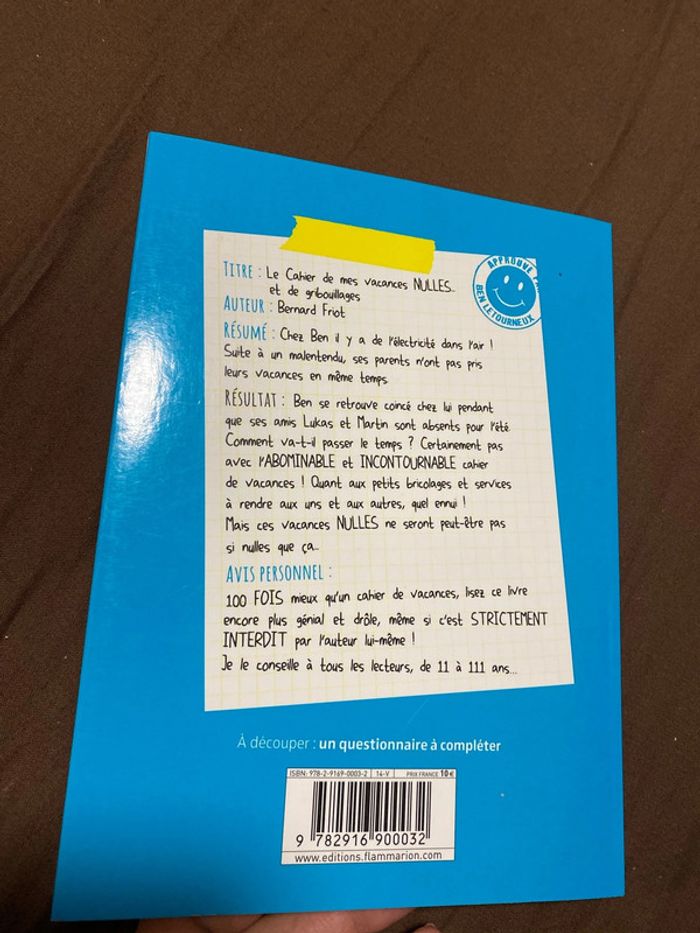 TITRE : Le Cahier de mes vacances NULLES...
et de gribouillages
AUTEUR : Bernard Friot
RÉSUMÉ : Chez Ben il y a de l'électricité dans l'air !
Suite à un malentendu, ses parents n'ont pas pris
leurs vacances en même temps.
RÉSULTAT : Ben se retrouve coincé chez lui pendant
que ses amis Lukas et Martin sont absents pour l'été.
Comment va-t-il passer le temps ? Certainement pas
avec l'ABOMINABLE et INCONTOURNABLE cahier
de vacances ! Quant aux petits bricolages et services
à rendre aux uns et aux autres, quel ennui !
Mais ces vacances NULLES ne seront peut-être pas
si nulles que ça...
AVIS PERSONNEL :
100 FOIS mieux qu'un cahier de vacances, lisez ce livre
encore plus génial et drôle, même si c'est STRICTEMENT
INTERDIT par l'auteur lui-même !
Je le conseille à tous les lecteurs, de 11 à 111 ans...
APPROUVÉ PA
BEN LETOURNEUX
À découper : un questionnaire à compléter
ISBN: 978-2-9169-0003-2 | 14-V | PRIX FRANCE 10 €
9 782916 900032
www.editions.flammarion.com